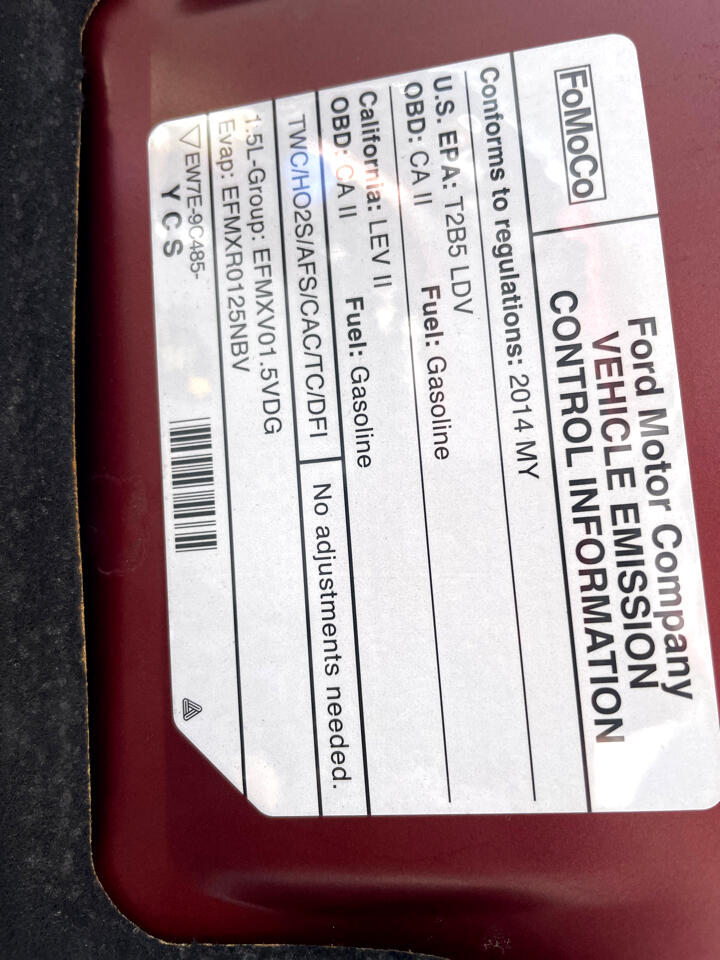 FoMoCo
Ford Motor Company
VEHICLE EMISSION
CONTROL INFORMATION
Conforms to regulations: 2014 MY
U.S. EPA: T2B5 LDV Fuel: Gasoline
OBD: CA II
California: LEV II Fuel: Gasoline
OBD: CA II
TWC/HO2S/AFS/CAC/TC/DFI No adjustments needed.
1.5L-Group: EFMXV01.5VDG
Evap: EFMXR0125NBV
EW7E-9C485-
YCS